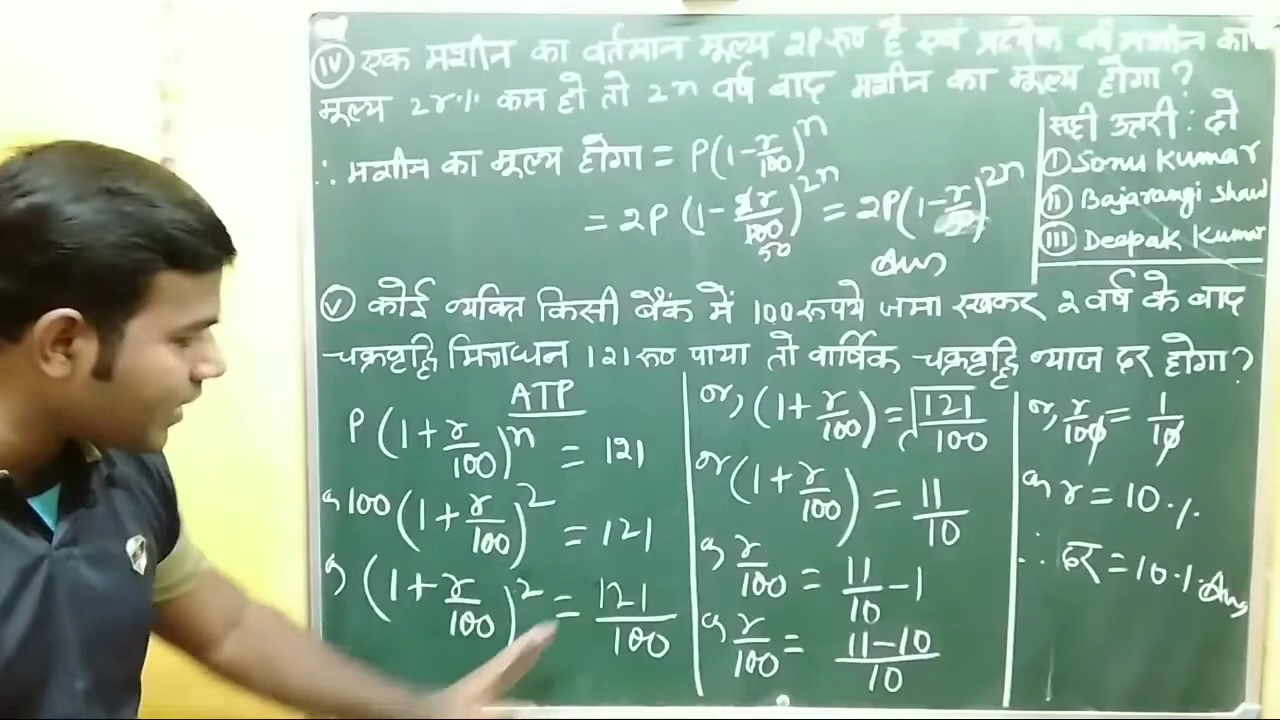 (IV) एक मशीन का वर्तमान मूल्य 2P रु० है एवं प्रत्येक वर्ष मशीन का
मूल्य 2r% कम हो तो 2n वर्ष बाद मशीन का मूल्य होगा?
∴ मशीन का मूल्य होगा = P(1-r/100)^n
= 2P (1-2r/100)^2n = 2P(1-r/50)^2n
50
Ans
सही उत्तरी: दो
(I) Sonu Kumar
(II) Bajarangi Shaw
(III) Deepak Kumar
(V) कोई व्यक्ति किसी बैंक में 100 रूपये जमा रखकर 2 वर्ष के बाद
चक्रवृद्धि मिश्रधन 121 रु० पाया तो वार्षिक चक्रवृद्धि ब्याज दर होगा?
ATP
P(1+r/100)^n = 121
or 100(1+r/100)^2 = 121
or (1+r/100)^2 = 121/100
or, (1+r/100) = √121/100
or (1+r/100) = 11/10
or r/100 = 11/10 - 1
or r/100 = 11-10/10
or, r/100 = 1/10
or r = 10%
∴ दर = 10% Ans